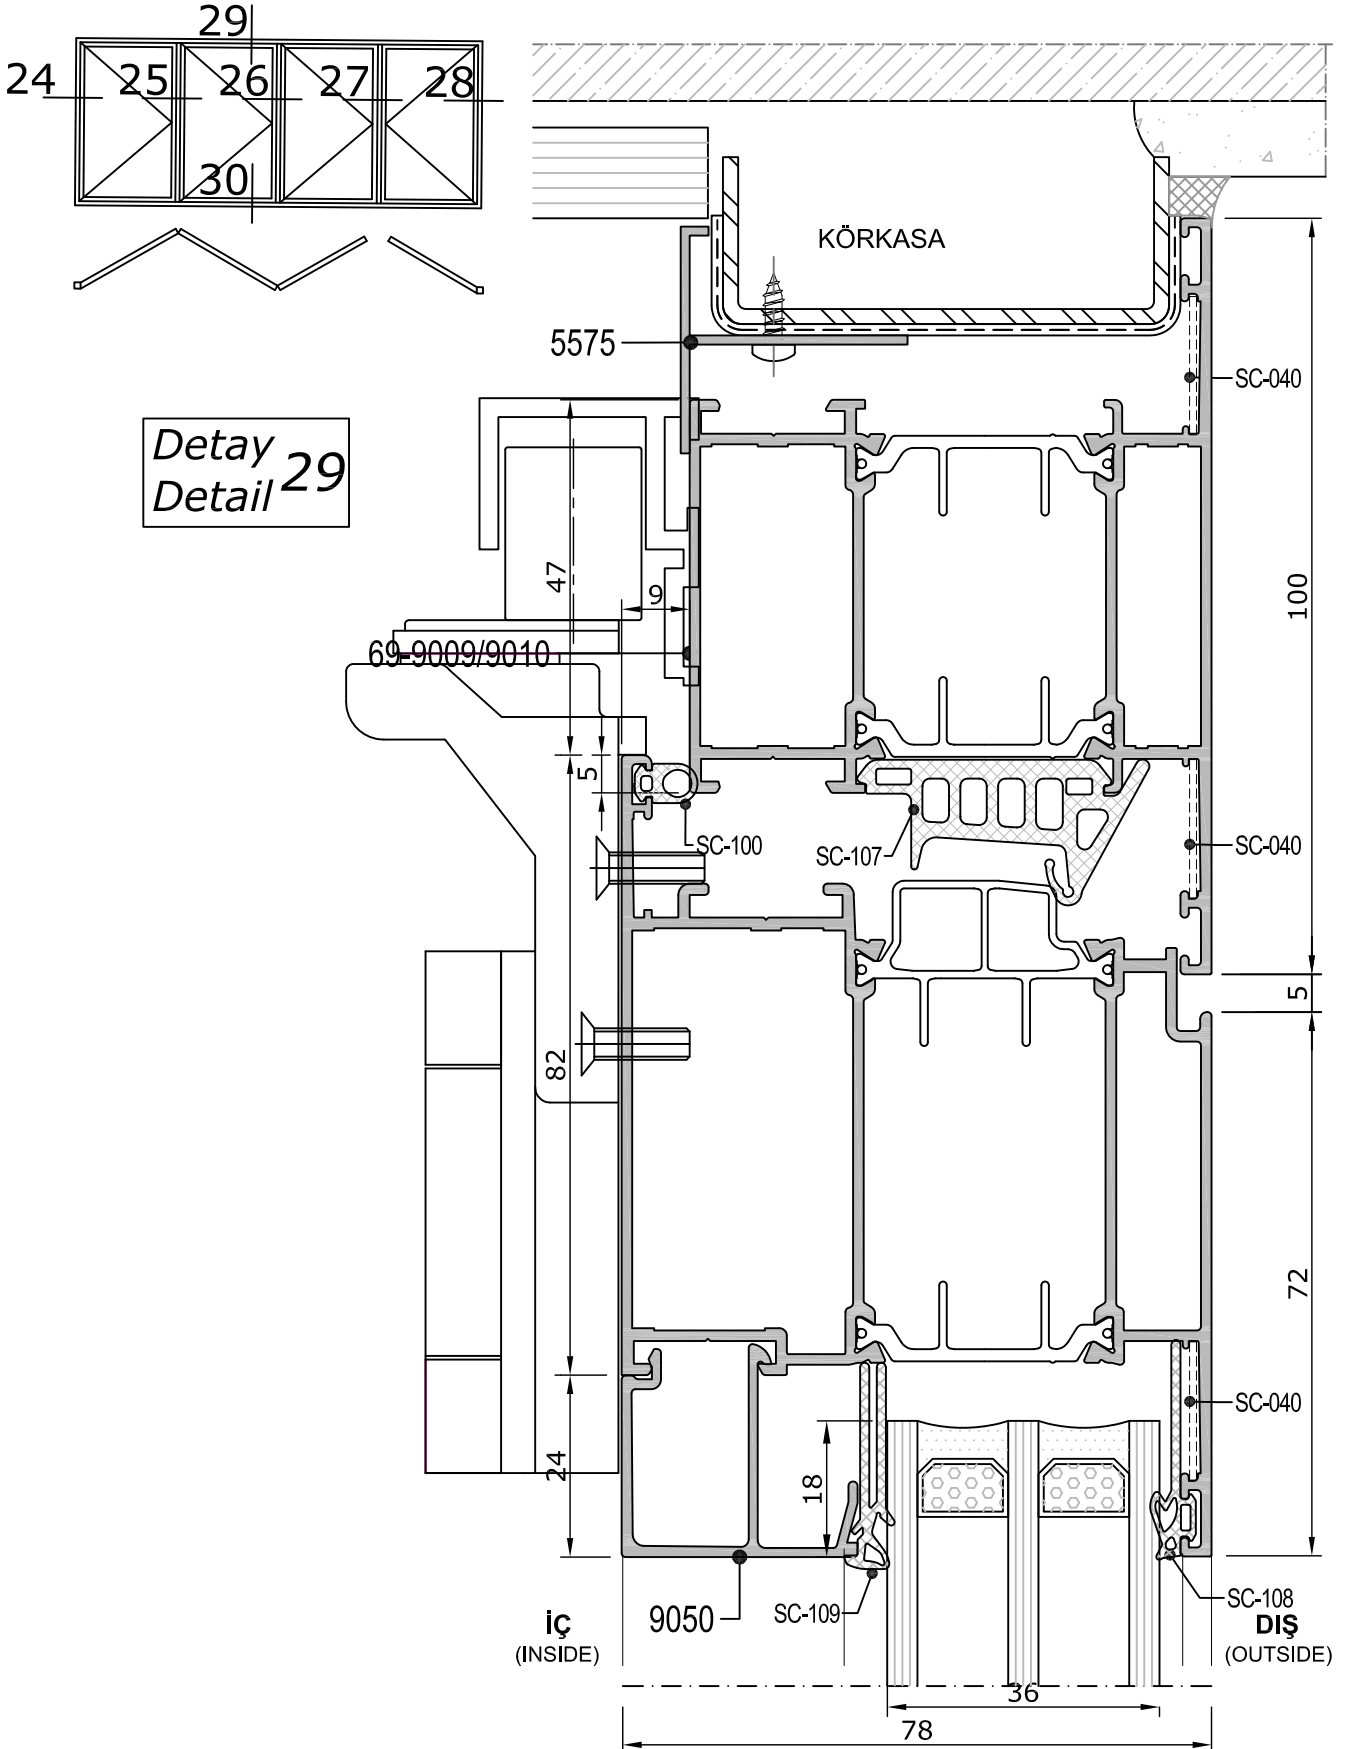 29
24
25
26
27
28
30
KÖRKASA
5575
SC-040
Detay
Detail
29
47
9
100
69-9009/9010
5
SC-100
SC-107
SC-040
5
82
72
SC-040
24
18
9050
SC-109
SC-108
İÇ
(INSIDE)
DIŞ
(OUTSIDE)
36
78